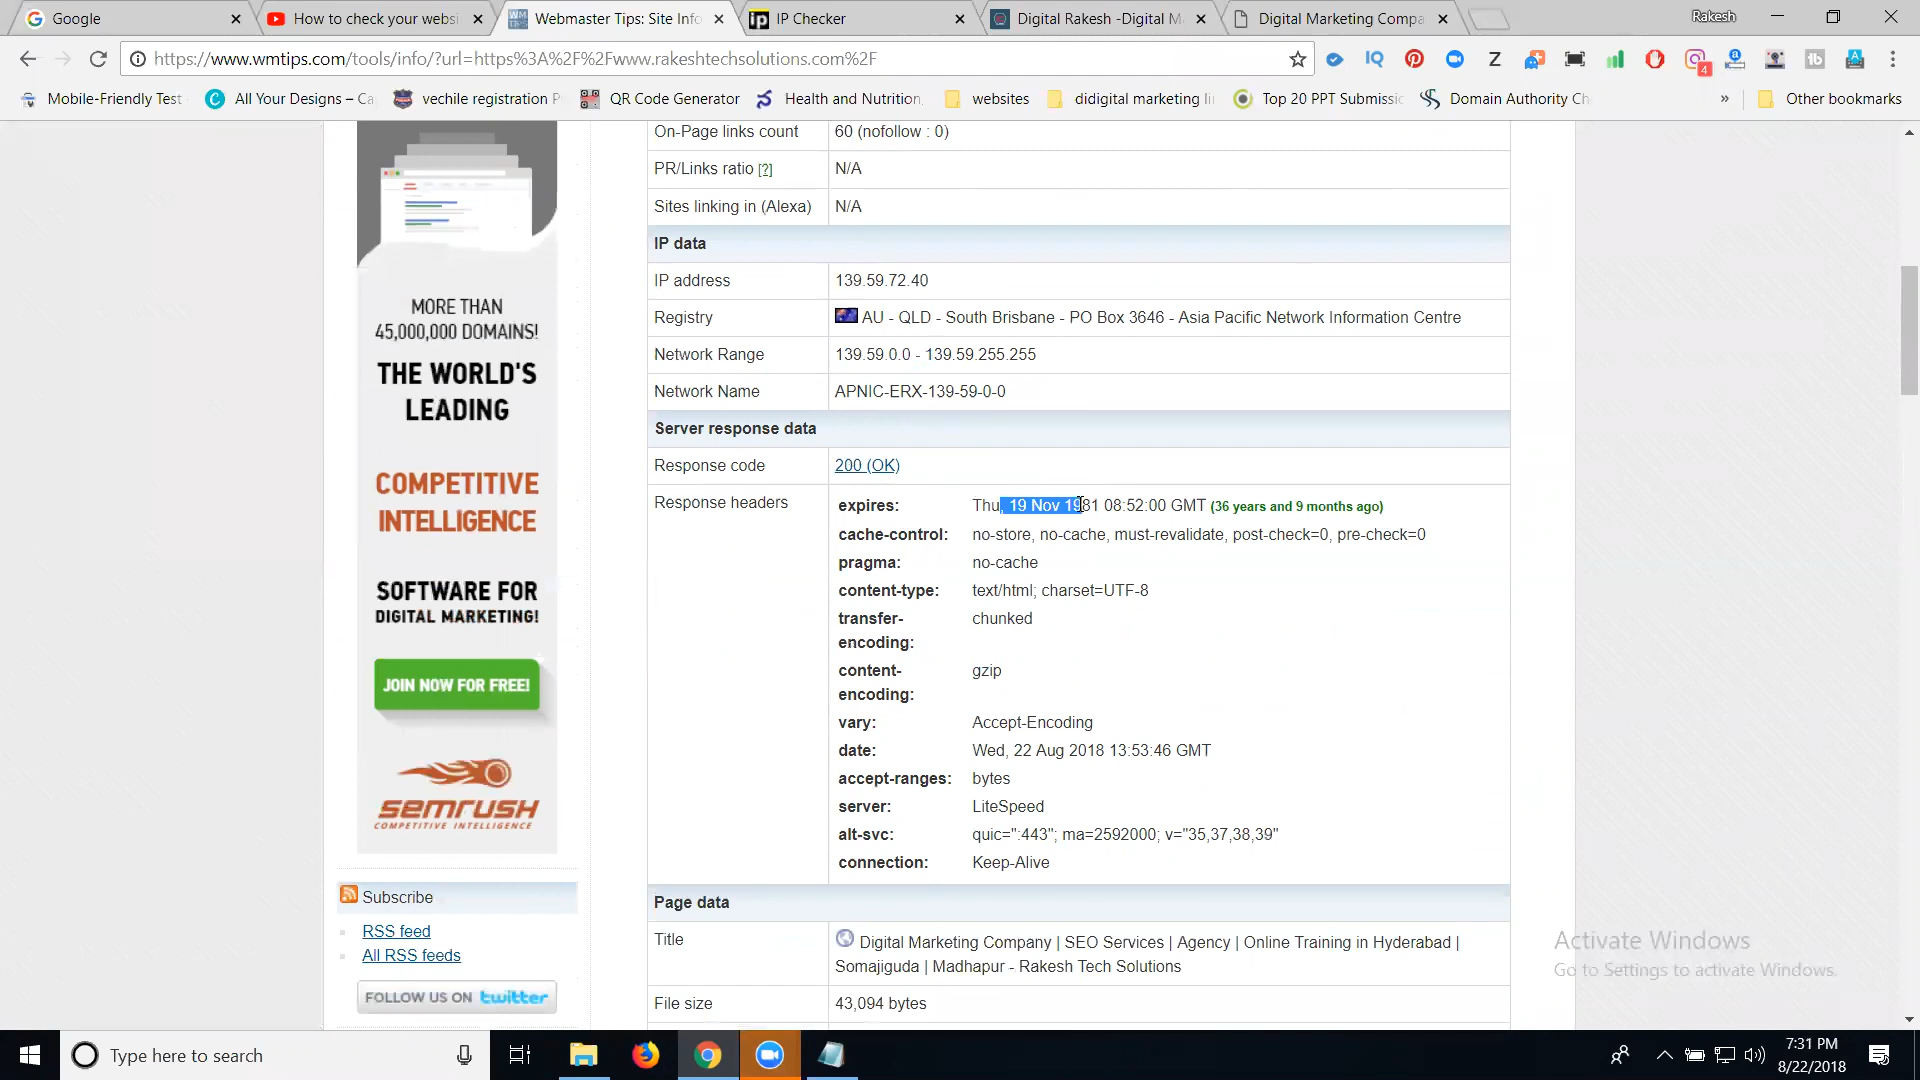 Google
How to check your websi
Webmaster Tips: Site Info
IP Checker
Digital Rakesh -Digital M
Digital Marketing Compa
Rakesh
https://www.wmtips.com/tools/info/?url=https%3A%2F%2Fwww.rakeshtechsolutions.com%2F
Mobile-Friendly Test
All Your Designs – Ca
vechile registration P
QR Code Generator
Health and Nutrition,
websites
didigital marketing li
Top 20 PPT Submissic
Domain Authority Ch
»
Other bookmarks
On-Page links count 60 (nofollow : 0)
PR/Links ratio [?] N/A
Sites linking in (Alexa) N/A
IP data
IP address 139.59.72.40
Registry AU - QLD - South Brisbane - PO Box 3646 - Asia Pacific Network Information Centre
Network Range 139.59.0.0 - 139.59.255.255
Network Name APNIC-ERX-139-59-0-0
Server response data
Response code 200 (OK)
Response headers
expires: Thu, 19 Nov 1981 08:52:00 GMT (36 years and 9 months ago)
cache-control: no-store, no-cache, must-revalidate, post-check=0, pre-check=0
pragma: no-cache
content-type: text/html; charset=UTF-8
transfer- chunked
encoding:
content- gzip
encoding:
vary: Accept-Encoding
date: Wed, 22 Aug 2018 13:53:46 GMT
accept-ranges: bytes
server: LiteSpeed
alt-svc: quic=":443"; ma=2592000; v="35,37,38,39"
connection: Keep-Alive
Page data
Title Digital Marketing Company | SEO Services | Agency | Online Training in Hyderabad |
Somajiguda | Madhapur - Rakesh Tech Solutions
File size 43,094 bytes
MORE THAN
45,000,000 DOMAINS!
THE WORLD'S
LEADING
COMPETITIVE
INTELLIGENCE
SOFTWARE FOR
DIGITAL MARKETING!
JOIN NOW FOR FREE!
SEMRUSH
COMPETITIVE INTELLIGENCE
Subscribe
RSS feed
All RSS feeds
FOLLOW US ON twitter
Activate Windows
Go to Settings to activate Windows.
Type here to search
7:31 PM
8/22/2018